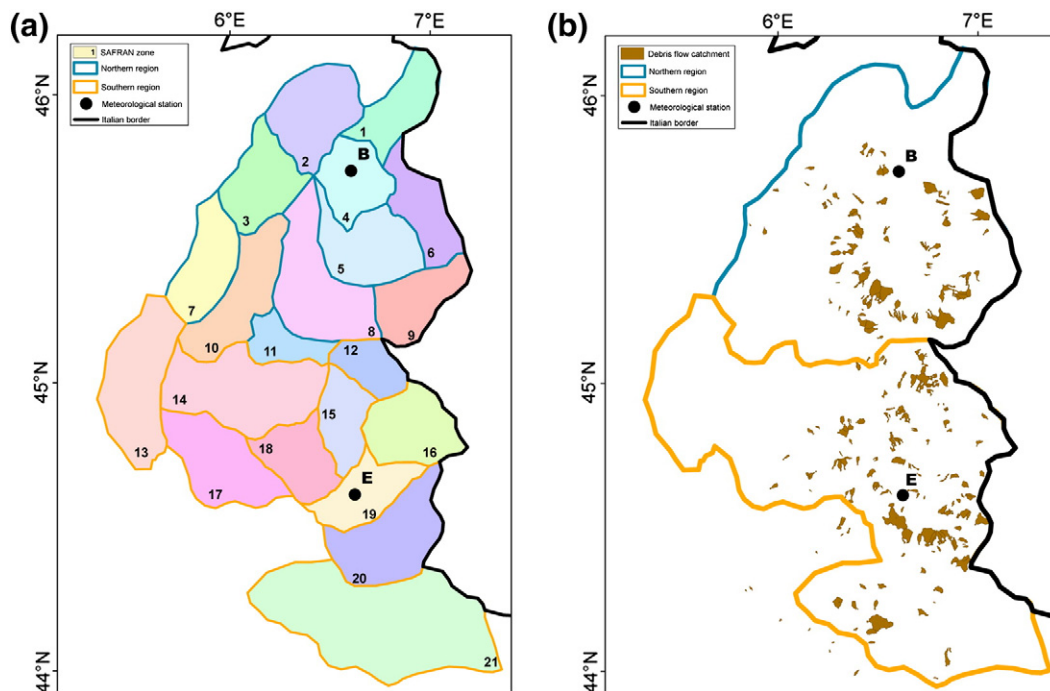 (a)
6°E
7°E
46°N
45°N
44°N
1 SAFRAN zone
Northern region
Southern region
Meteorological station
Italian border
1
B
2
4
3
6
5
7
8
9
10
11
12
14
15
13
18
16
17
E
19
20
21
(b)
6°E
7°E
46°N
45°N
44°N
Debris flow catchment
Northern region
Southern region
Meteorological station
Italian border
B
E